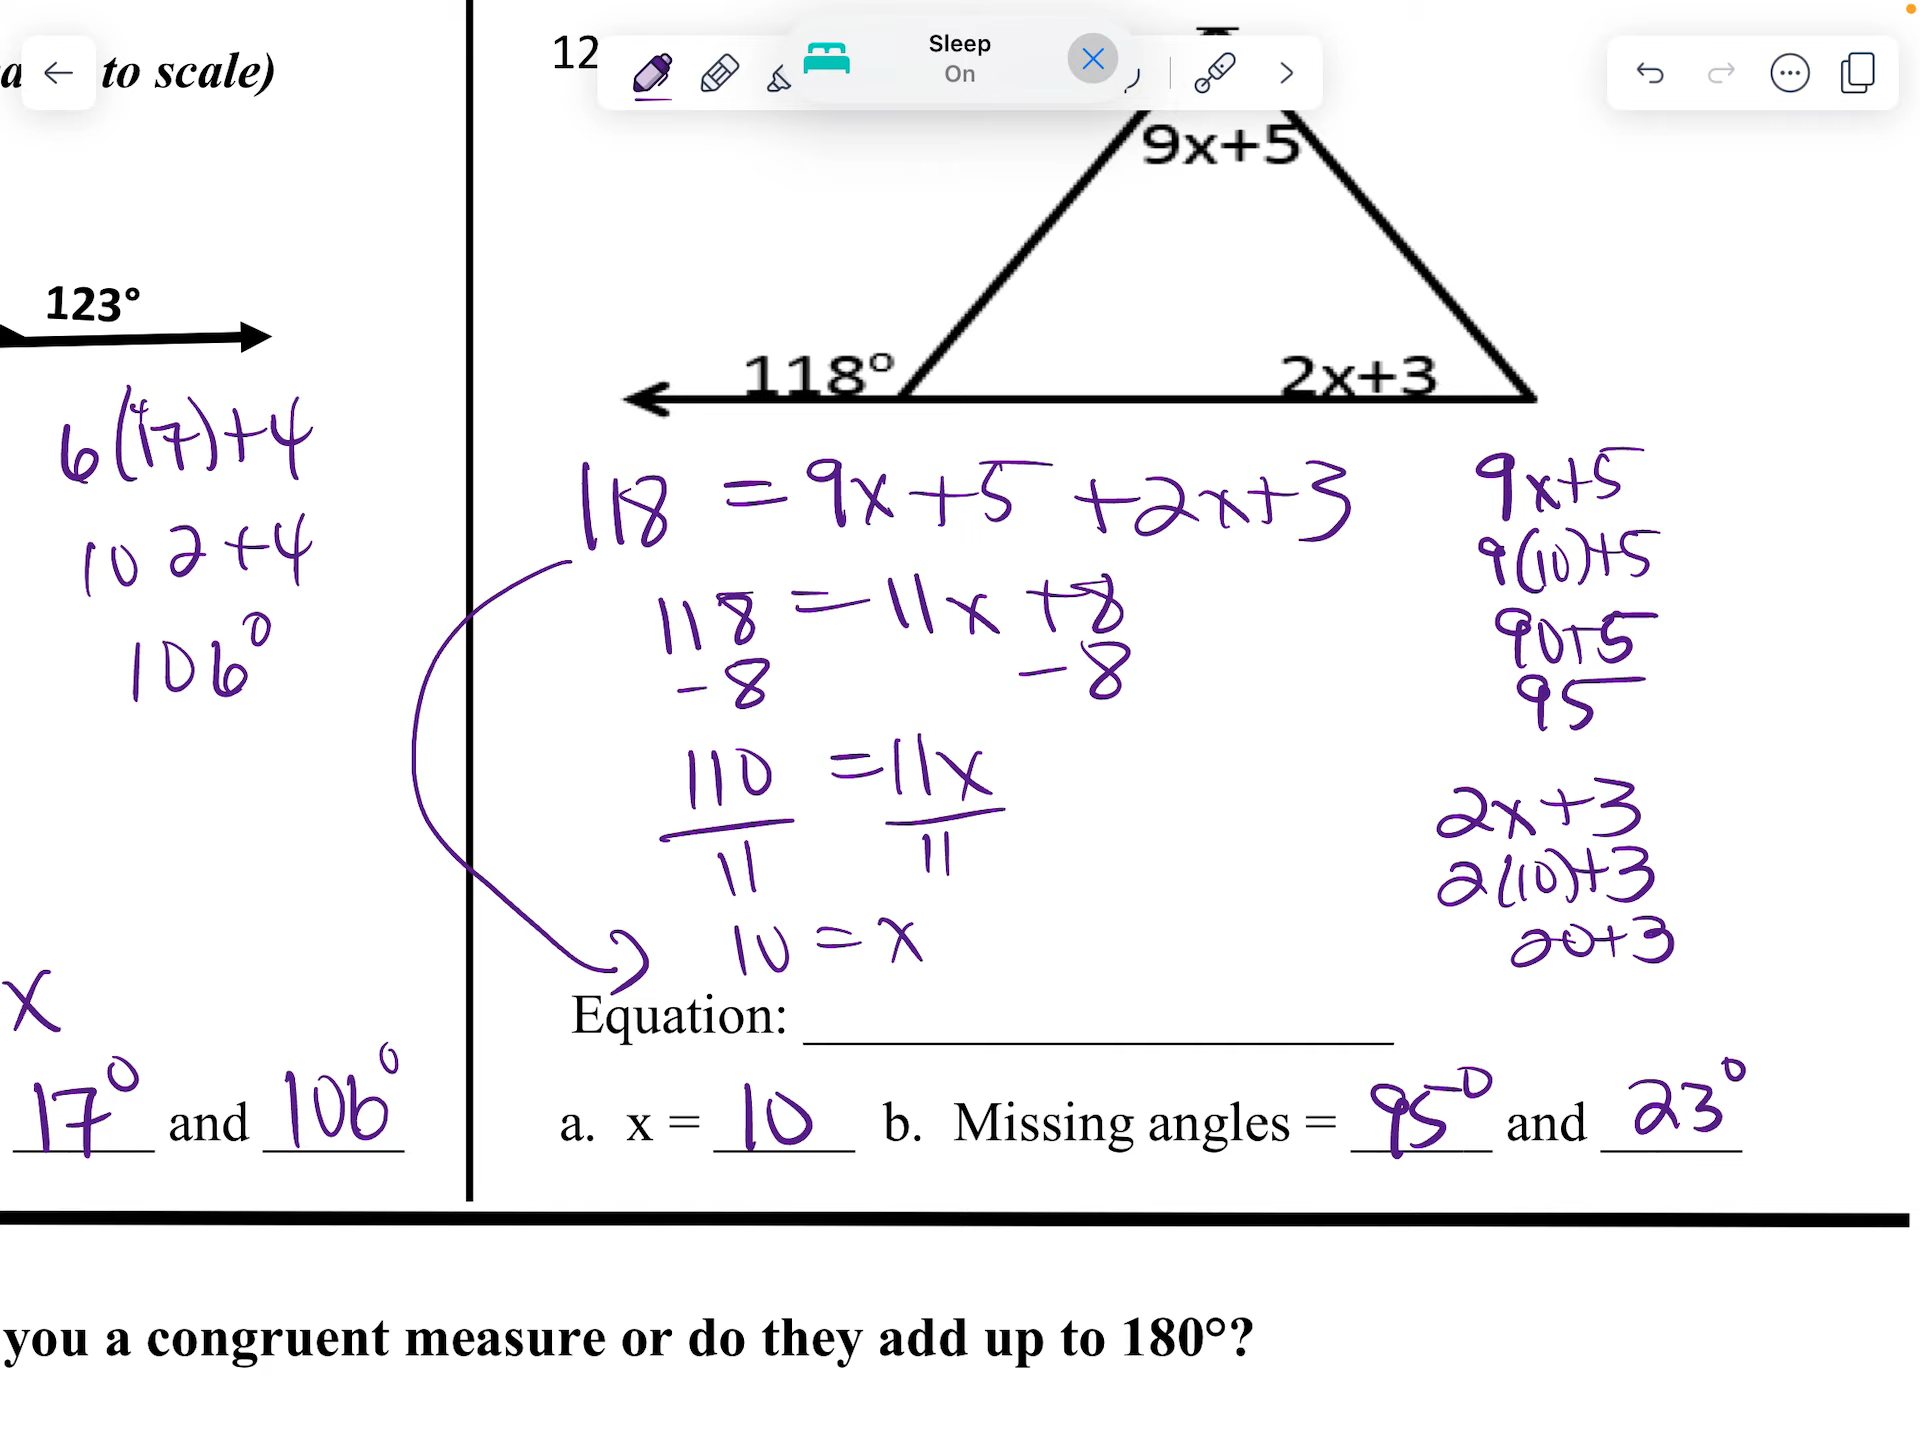 Sleep
On
to scale)
12
9x+5
123°
118°
2x+3
6(17)+4
102+4
106°
118 = 9x+5 +2x+3
118 = 11x +8
-8 -8
110 = 11x
11 11
10 = x
9x+5
9(10)+5
90+5
95
2x+3
2(10)+3
20+3
x
17° and 106°
Equation:
a. x = 10 b. Missing angles = 95° and 23°
you a congruent measure or do they add up to 180°?